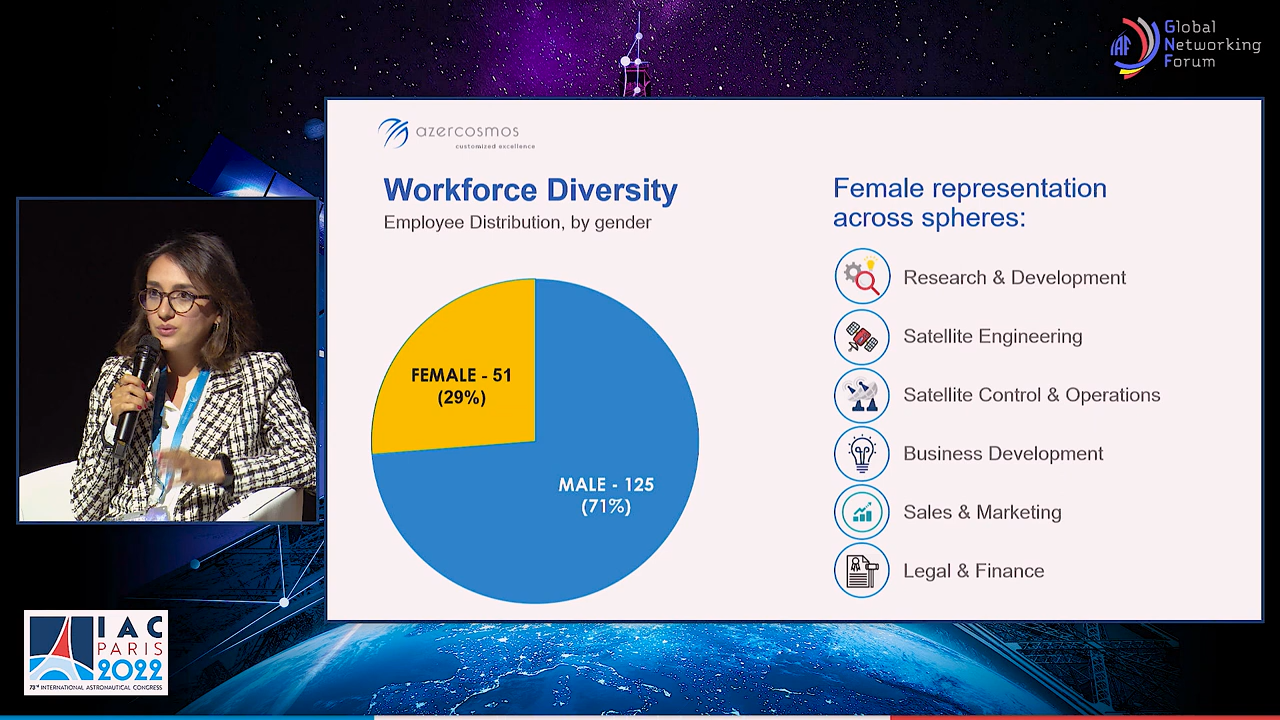 Global
Networking
Forum
azercosmos
customized excellence
Workforce Diversity
Employee Distribution, by gender
FEMALE - 51
(29%)
MALE - 125
(71%)
Female representation
across spheres:
Research & Development
Satellite Engineering
Satellite Control & Operations
Business Development
Sales & Marketing
Legal & Finance
IAC
PARIS
2022
73rd INTERNATIONAL ASTRONAUTICAL CONGRESS